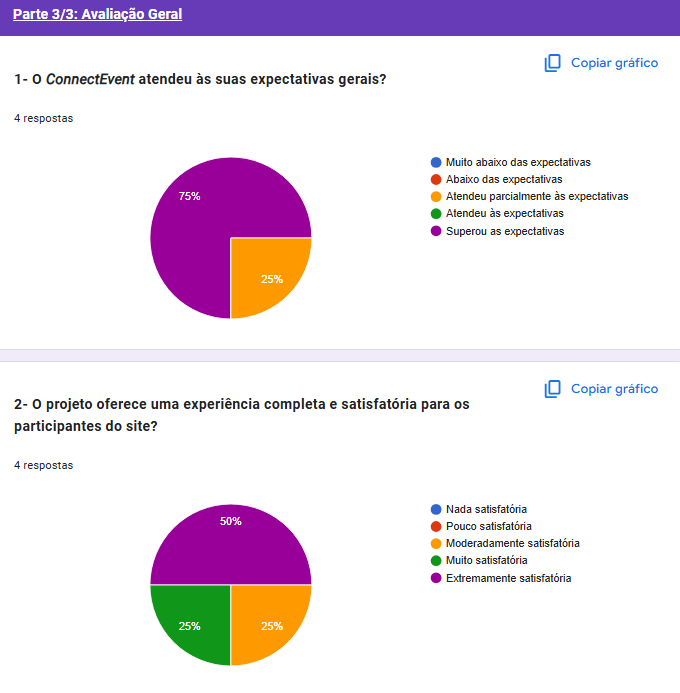 Parte 3/3: Avaliação Geral
Copiar gráfico
1- O ConnectEvent atendeu às suas expectativas gerais?
4 respostas
75%
25%
Muito abaixo das expectativas
Abaixo das expectativas
Atendeu parcialmente às expectativas
Atendeu às expectativas
Superou as expectativas
Copiar gráfico
2- O projeto oferece uma experiência completa e satisfatória para os
participantes do site?
4 respostas
50%
25%
25%
Nada satisfatória
Pouco satisfatória
Moderadamente satisfatória
Muito satisfatória
Extremamente satisfatória